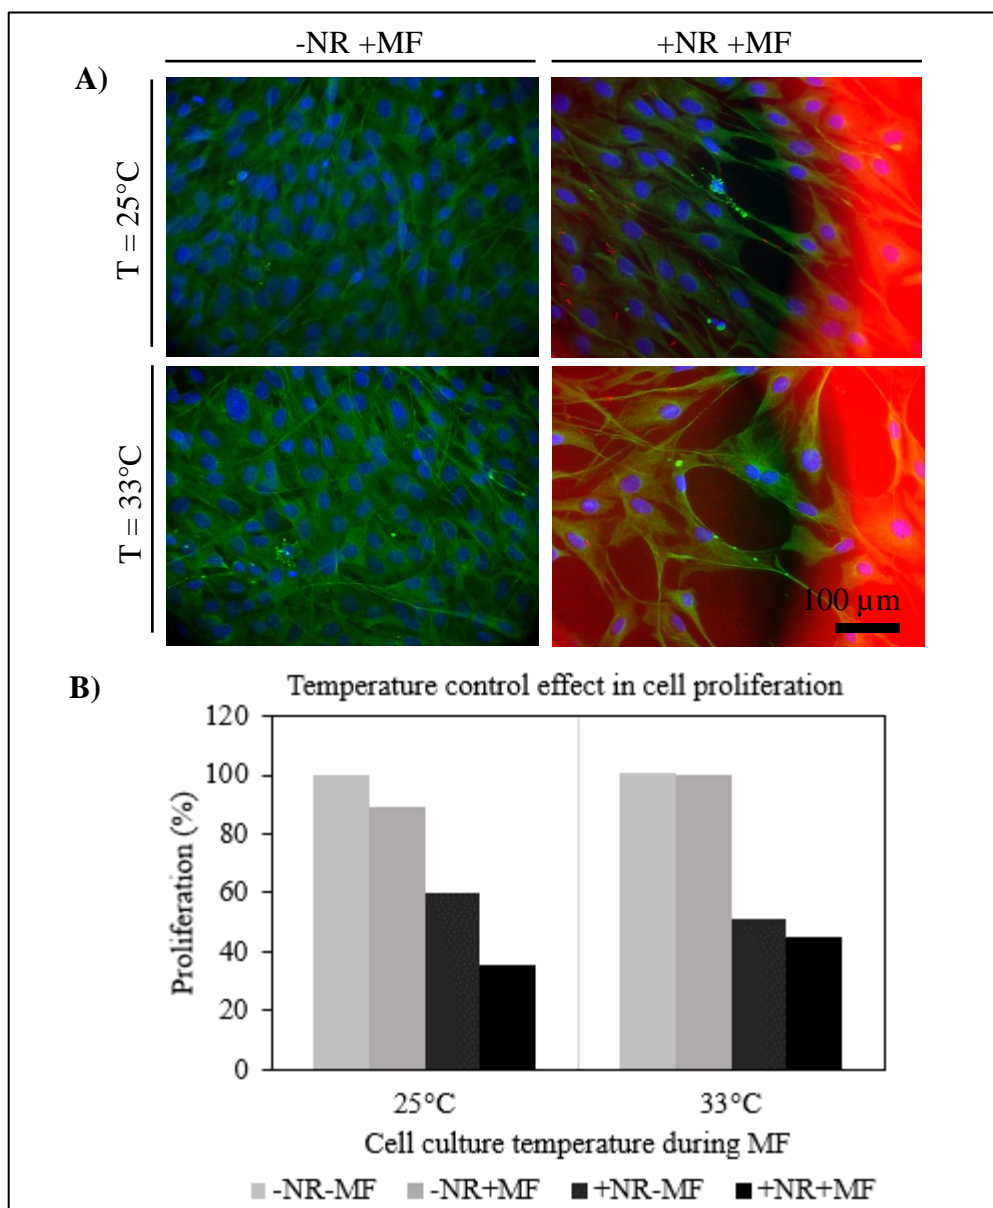 -NR +MF
+NR +MF
A)
T = 25°C
T = 33°C
100 µm
B)
Temperature control effect in cell proliferation
120
100
80
60
40
20
0
Proliferation (%)
25°C
33°C
Cell culture temperature during MF
-NR-MF
-NR+MF
+NR-MF
+NR+MF